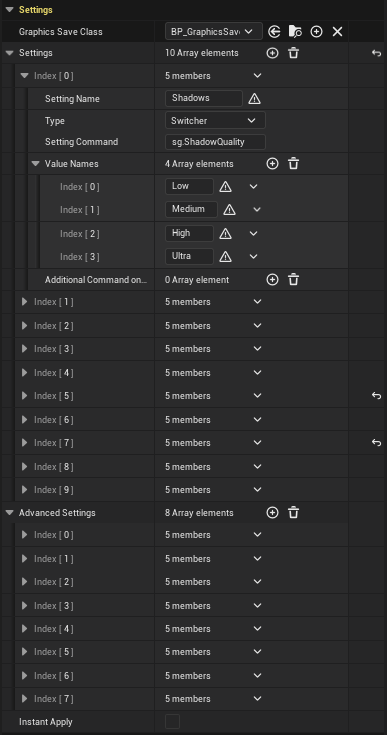 Settings
Graphics Save Class BP_GraphicsSav
Settings 10 Array elements
Index [ 0 ] 5 members
Setting Name Shadows
Type Switcher
Setting Command sg.ShadowQuality
Value Names 4 Array elements
Index [ 0 ] Low
Index [ 1 ] Medium
Index [ 2 ] High
Index [ 3 ] Ultra
Additional Command on... 0 Array element
Index [ 1 ] 5 members
Index [ 2 ] 5 members
Index [ 3 ] 5 members
Index [ 4 ] 5 members
Index [ 5 ] 5 members
Index [ 6 ] 5 members
Index [ 7 ] 5 members
Index [ 8 ] 5 members
Index [ 9 ] 5 members
Advanced Settings 8 Array elements
Index [ 0 ] 5 members
Index [ 1 ] 5 members
Index [ 2 ] 5 members
Index [ 3 ] 5 members
Index [ 4 ] 5 members
Index [ 5 ] 5 members
Index [ 6 ] 5 members
Index [ 7 ] 5 members
Instant Apply